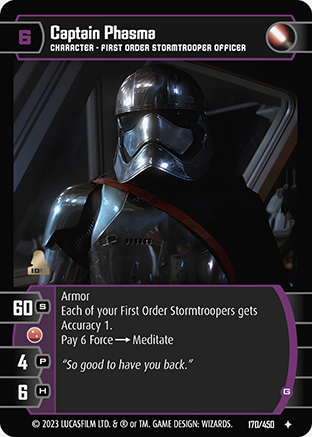 6
Captain Phasma
CHARACTER - FIRST ORDER STORMTROOPER OFFICER
60 S
Armor
Each of your First Order Stormtroopers gets
Accuracy 1.
Pay 6 Force → Meditate
4 P
“So good to have you back.”
6 H
G
© 2023 LUCASFILM LTD. & ® or TM. GAME DESIGN: WIZARDS.
170/450